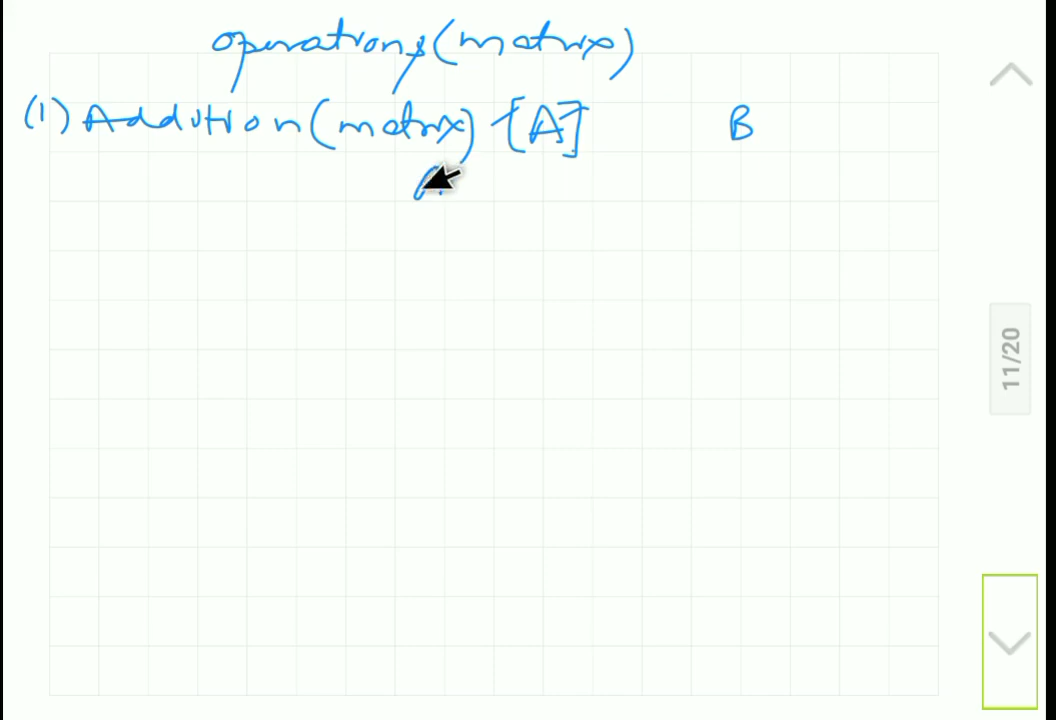 operations (matrix)
(1) Addition (matrix) [A] B
11/20